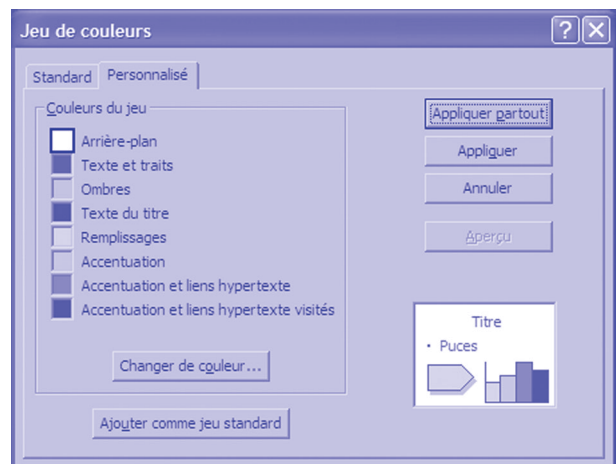 Jeu de couleurs
Standard
Personnalisé
Couleurs du jeu
Arrière-plan
Texte et traits
Ombres
Texte du titre
Remplissages
Accentuation
Accentuation et liens hypertexte
Accentuation et liens hypertexte visités
Changer de couleur...
Ajouter comme jeu standard
Appliquer partout
Appliquer
Annuler
Aperçu
Titre
• Puces